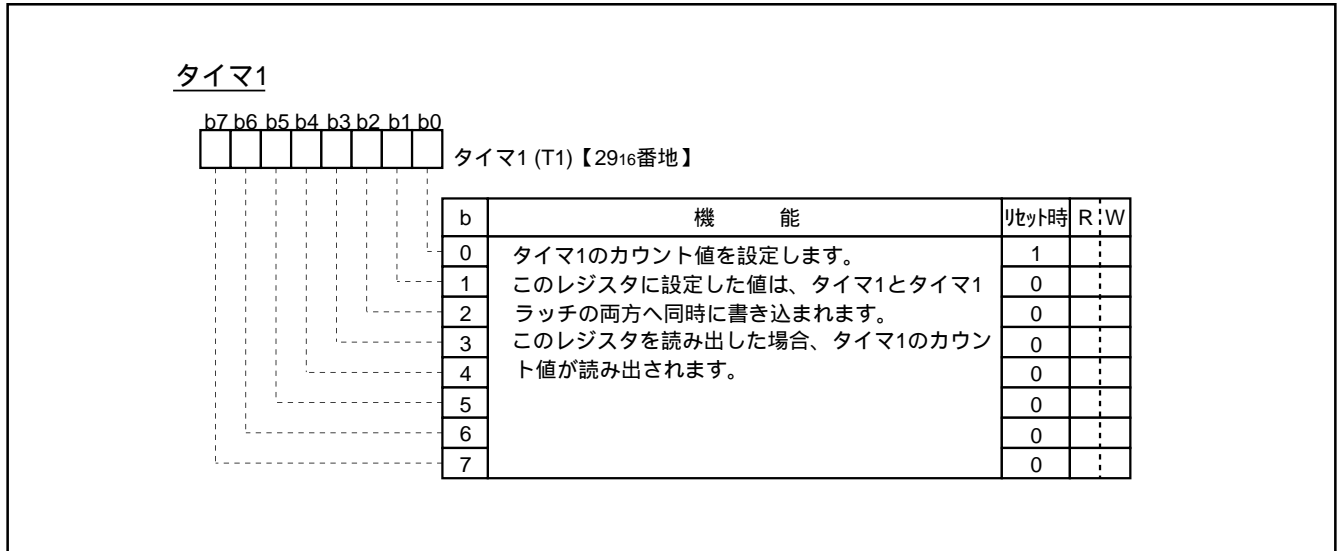 タイマ1
b7 b6 b5 b4 b3 b2 b1 b0
タイマ1 (T1)【2916番地】
b 機 能 リセット時 R W
0 タイマ1のカウント値を設定します。 1
1 このレジスタに設定した値は、タイマ1とタイマ1 0
2 ラッチの両方へ同時に書き込まれます。 0
3 このレジスタを読み出した場合、タイマ1のカウン 0
4 ト値が読み出されます。 0
5 0
6 0
7 0